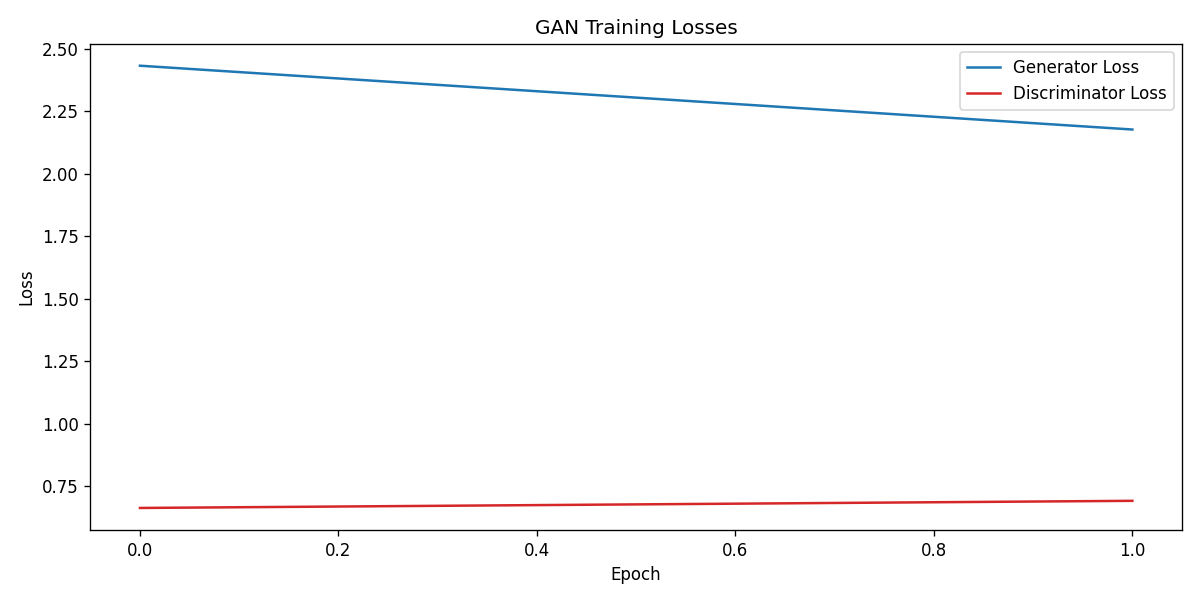 GAN Training Losses
Generator Loss
Discriminator Loss
2.50
2.25
2.00
1.75
1.50
1.25
1.00
0.75
Loss
0.0 0.2 0.4 0.6 0.8 1.0
Epoch